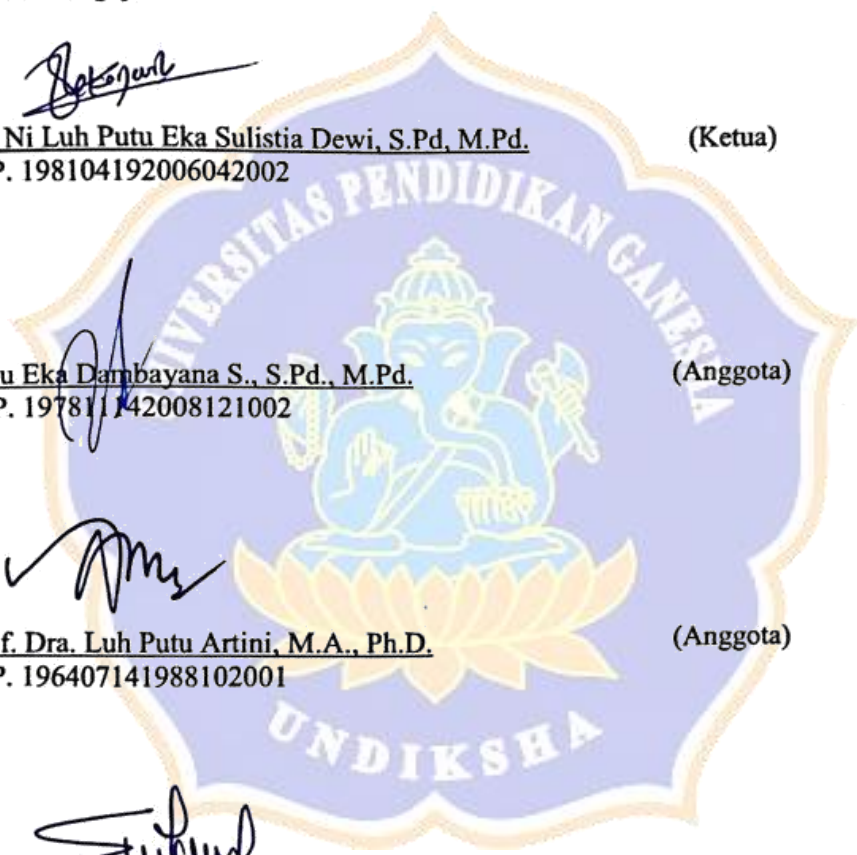 Ni Luh Putu Eka Sulistia Dewi, S.Pd, M.Pd. (Ketua)
P. 198104192006042002
UNIVERSITAS PENDIDIKAN GANESHA
u Eka Dambayana S., S.Pd., M.Pd. (Anggota)
P. 197811142008121002
f. Dra. Luh Putu Artini, M.A., Ph.D. (Anggota)
P. 196407141988102001
UNDIKSHA